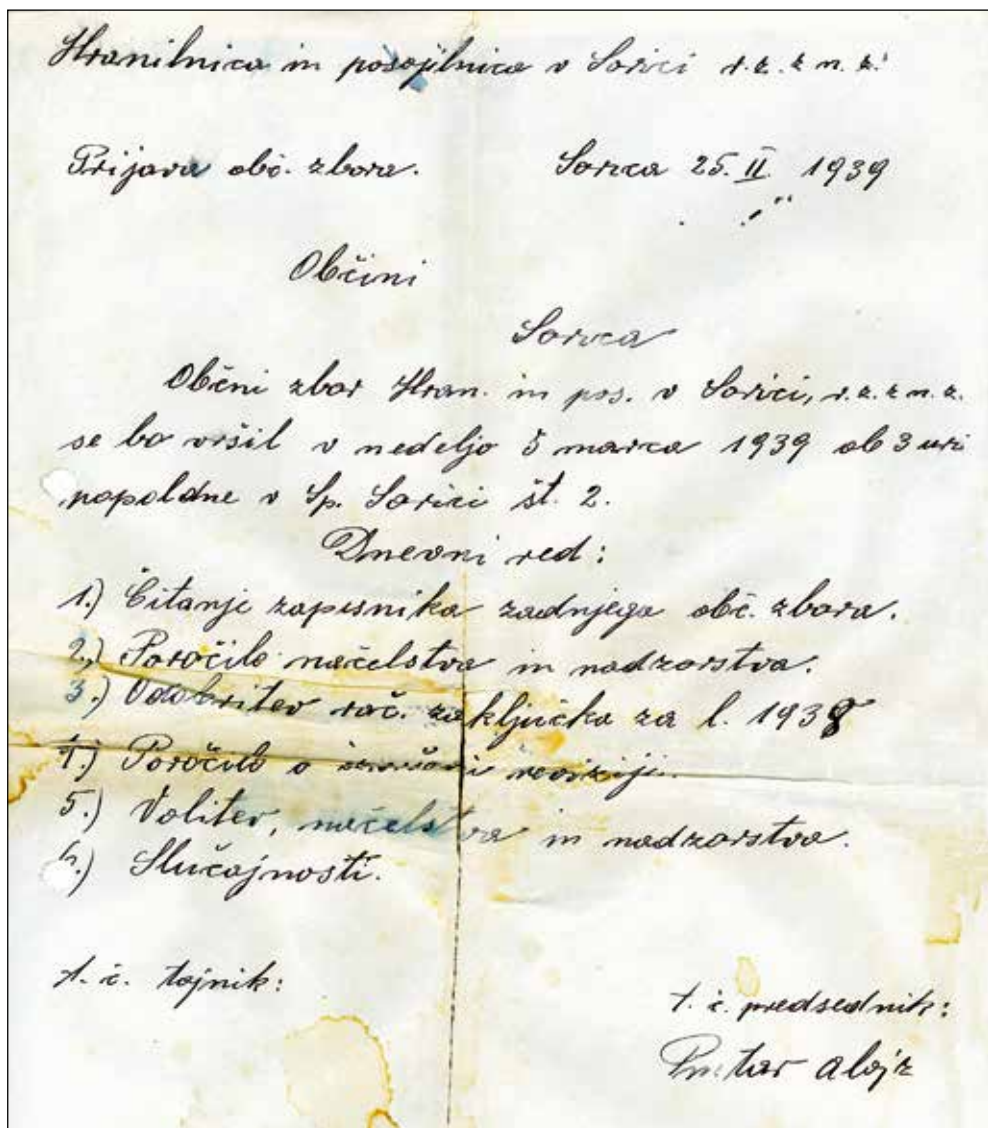 Hranilnica in posojilnica v Sorici r. z. z n. z.
Prijava obč. zbora. Sorica 25. II. 1939
Občini
Sorica
Občni zbor Hran. in pos. v Sorici, r. z. z n. z.
se bo vršil v nedeljo 5 marca 1939 ob 3 uri
popoldne v Sp. Sorici št. 2.
Dnevni red:
1.) Čitanje zapisnika zadnjega obč. zbora.
2.) Poročilo načelstva in nadzorstva.
3.) Odobritev rač. zaključka za l. 1938
4.) Poročilo o izvršeni reviziji.
5.) Volitev, načelstva in nadzorstva.
6.) Slučajnosti.
t. č. tajnik:
t. č. predsednik:
Alojz